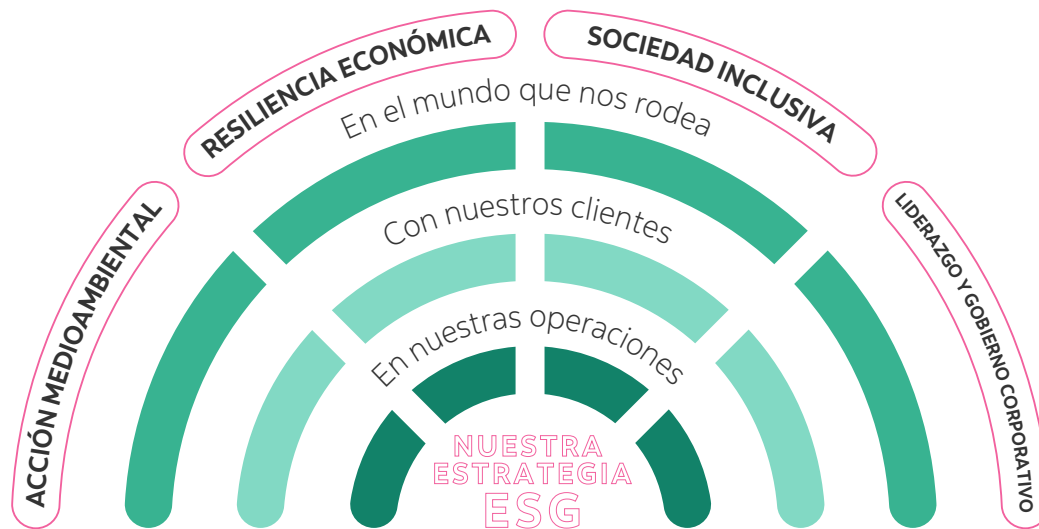 ACCIÓN MEDIOAMBIENTAL
RESILIENCIA ECONÓMICA
SOCIEDAD INCLUSIVA
LIDERAZGO Y GOBIERNO CORPORATIVO
En el mundo que nos rodea
Con nuestros clientes
En nuestras operaciones
NUESTRA
ESTRATEGIA
ESG